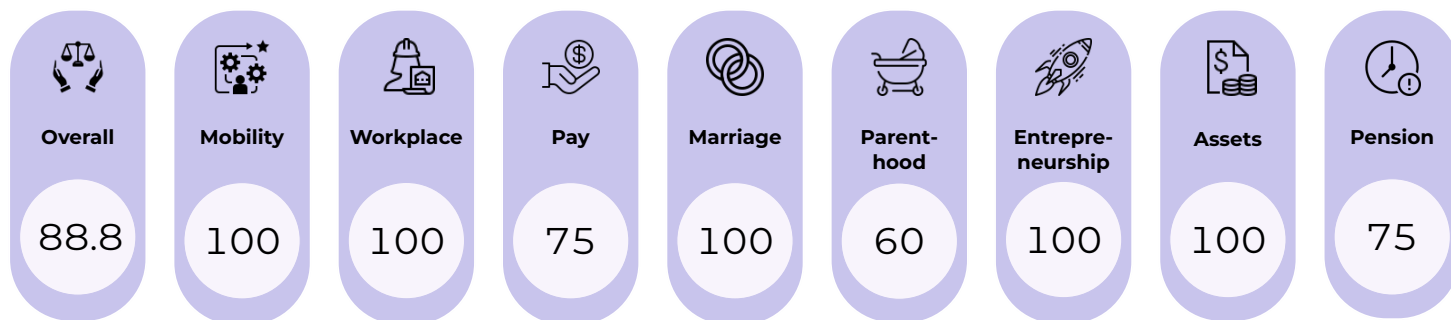 $
$
Overall
Mobility
Workplace
Pay
Marriage
Parent-
hood
Entrepre-
neurship
Assets
Pension
88.8
100
100
75
100
60
100
100
75